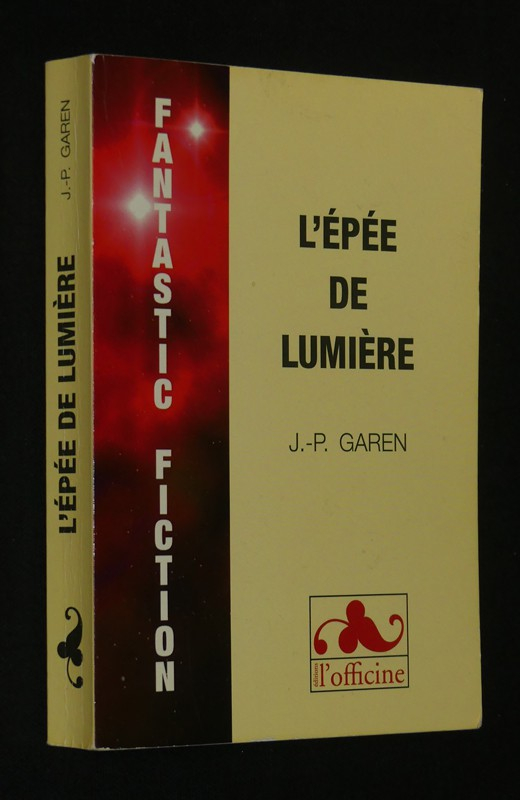 J.-P. GAREN
L'ÉPÉE DE LUMIÈRE
FANTASTIC FICTION
L'ÉPÉE
DE
LUMIÈRE
J.-P. GAREN
éditions
l'officine